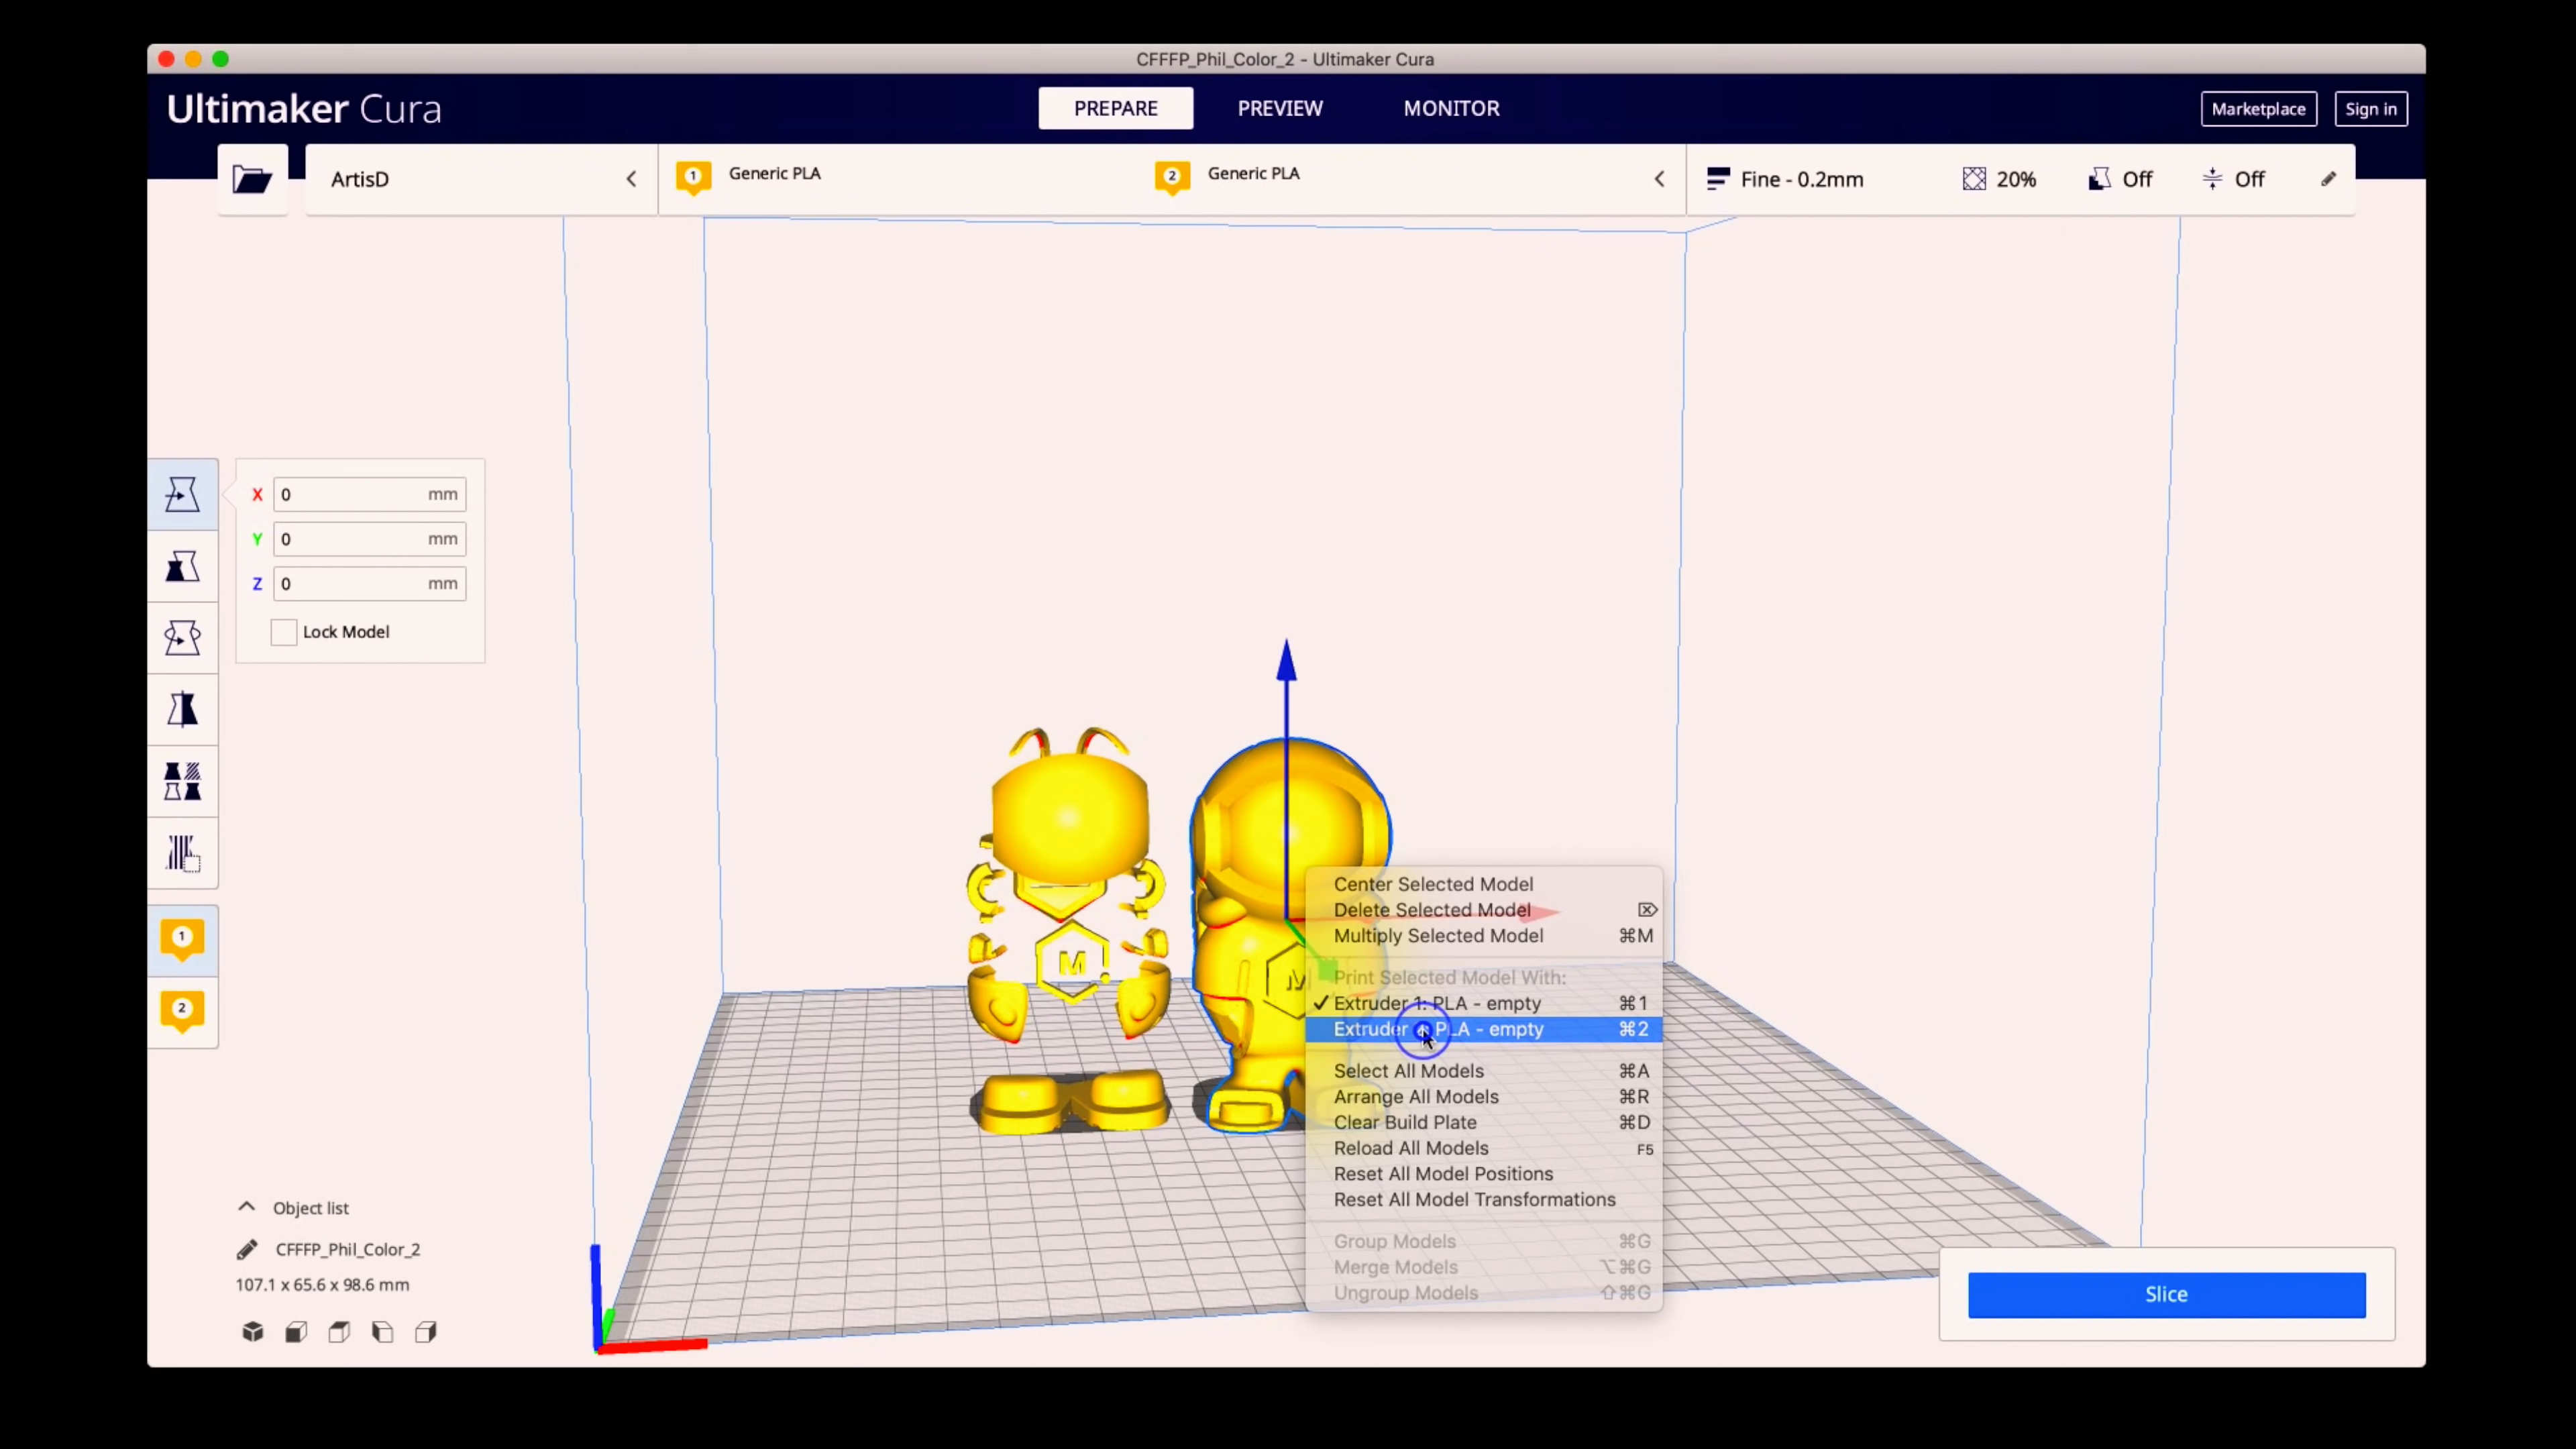 CFFFP_Phil_Color_2 - Ultimaker Cura
Ultimaker Cura
PREPARE
PREVIEW
MONITOR
Marketplace
Sign in
ArtisD
1
Generic PLA
2
Generic PLA
Fine - 0.2mm
20%
Off
Off
X 0 mm
Y 0 mm
Z 0 mm
Lock Model
1
2
M
M
Center Selected Model
Delete Selected Model
Multiply Selected Model ⌘M
Print Selected Model With:
✓ Extruder 1: PLA - empty ⌘1
Extruder PLA - empty ⌘2
Select All Models ⌘A
Arrange All Models ⌘R
Clear Build Plate ⌘D
Reload All Models F5
Reset All Model Positions
Reset All Model Transformations
Group Models ⌘G
Merge Models ⌥⌘G
Ungroup Models ⇧⌘G
Object list
CFFFP_Phil_Color_2
107.1 x 65.6 x 98.6 mm
Slice